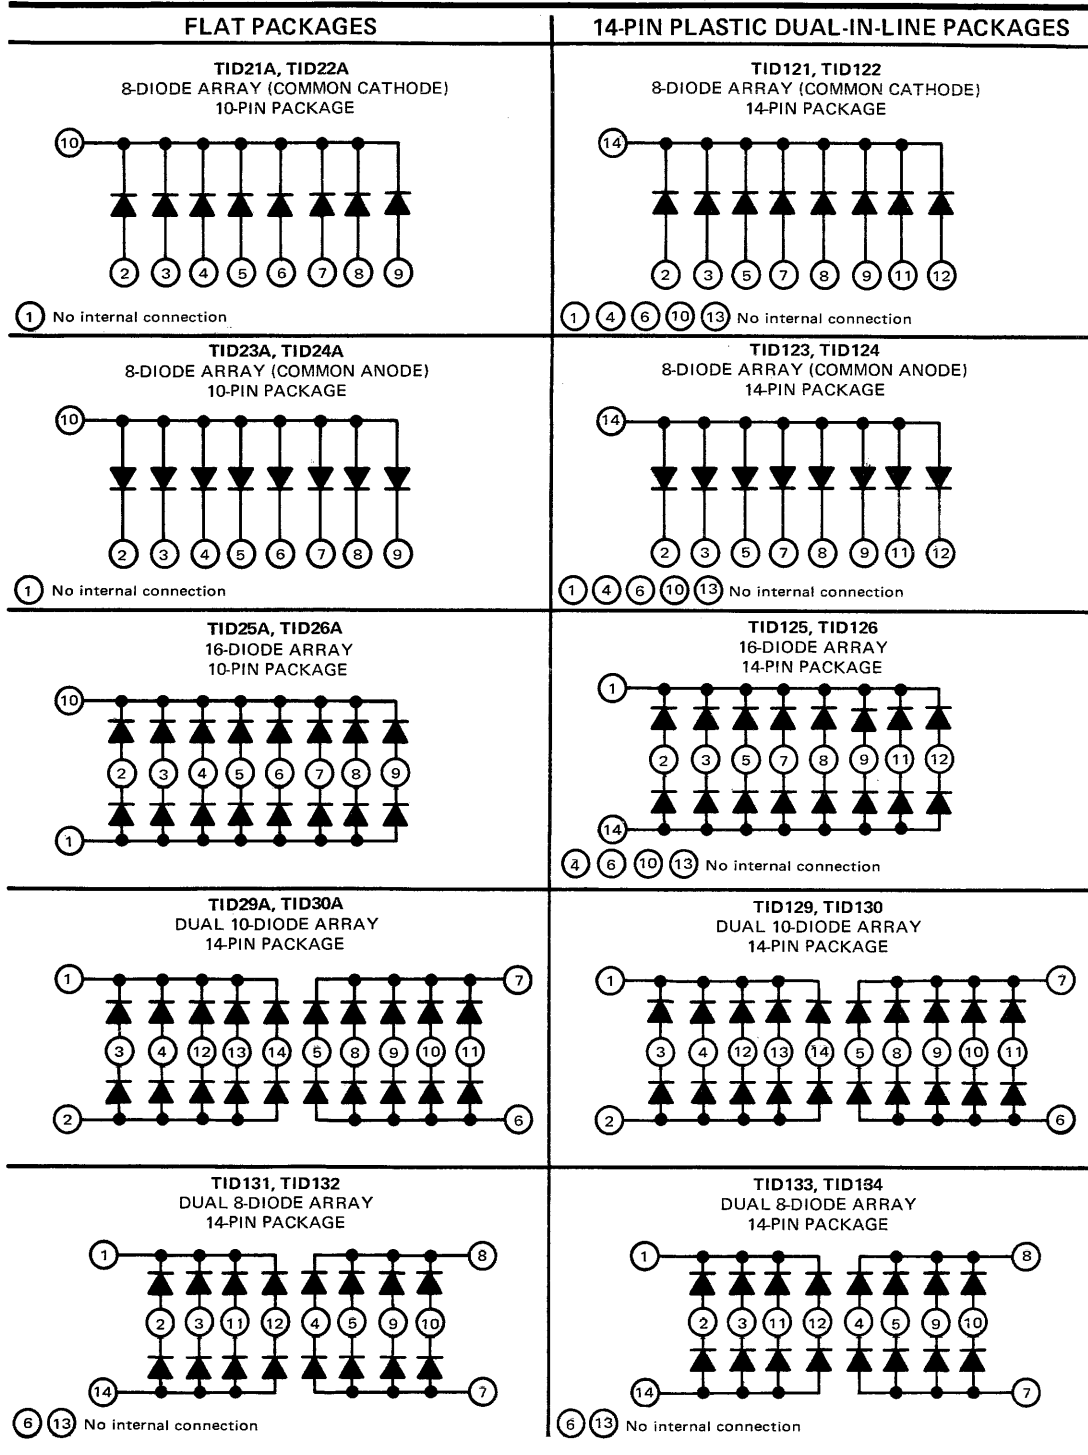 FLAT PACKAGES
TID21A, TID22A
8-DIODE ARRAY (COMMON CATHODE)
10-PIN PACKAGE
10
2 3 4 5 6 7 8 9
1 No internal connection
TID23A, TID24A
8-DIODE ARRAY (COMMON ANODE)
10-PIN PACKAGE
10
2 3 4 5 6 7 8 9
1 No internal connection
TID25A, TID26A
16-DIODE ARRAY
10-PIN PACKAGE
10
2 3 4 5 6 7 8 9
1
TID29A, TID30A
DUAL 10-DIODE ARRAY
14-PIN PACKAGE
1 7
3 4 12 13 14 5 8 9 10 11
2 6
TID131, TID132
DUAL 8-DIODE ARRAY
14-PIN PACKAGE
1 8
2 3 11 12 4 5 9 10
14 7
6 13 No internal connection
14-PIN PLASTIC DUAL-IN-LINE PACKAGES
TID121, TID122
8-DIODE ARRAY (COMMON CATHODE)
14-PIN PACKAGE
14
2 3 5 7 8 9 11 12
1 4 6 10 13 No internal connection
TID123, TID124
8-DIODE ARRAY (COMMON ANODE)
14-PIN PACKAGE
14
2 3 5 7 8 9 11 12
1 4 6 10 13 No internal connection
TID125, TID126
16-DIODE ARRAY
14-PIN PACKAGE
1
2 3 5 7 8 9 11 12
14
4 6 10 13 No internal connection
TID129, TID130
DUAL 10-DIODE ARRAY
14-PIN PACKAGE
1 7
3 4 12 13 14 5 8 9 10 11
2 6
TID133, TID134
DUAL 8-DIODE ARRAY
14-PIN PACKAGE
1 8
2 3 11 12 4 5 9 10
14 7
6 13 No internal connection